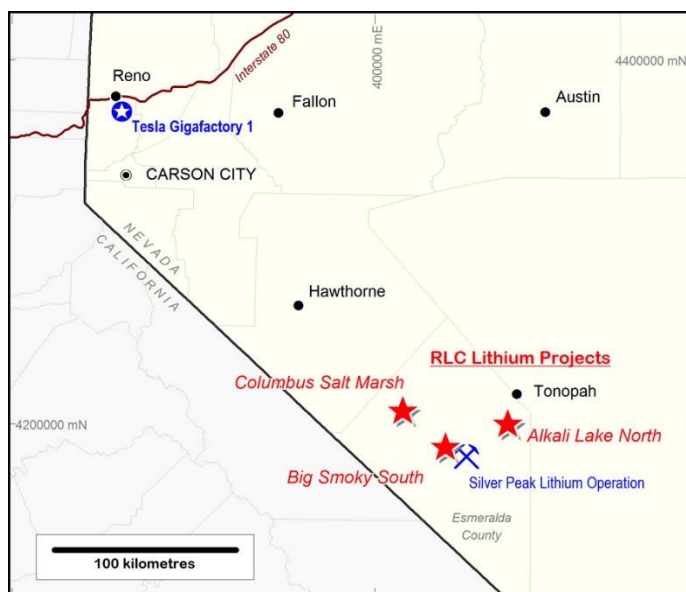 Interstate 80
400000 mE
4400000 mN
Reno
Fallon
Austin
Tesla Gigafactory 1
CARSON CITY
NEVADA
CALIFORNIA
Hawthorne
RLC Lithium Projects
Columbus Salt Marsh
Tonopah
4200000 mN
Alkali Lake North
Big Smoky South
Silver Peak Lithium Operation
Esmeralda
County
100 kilometres